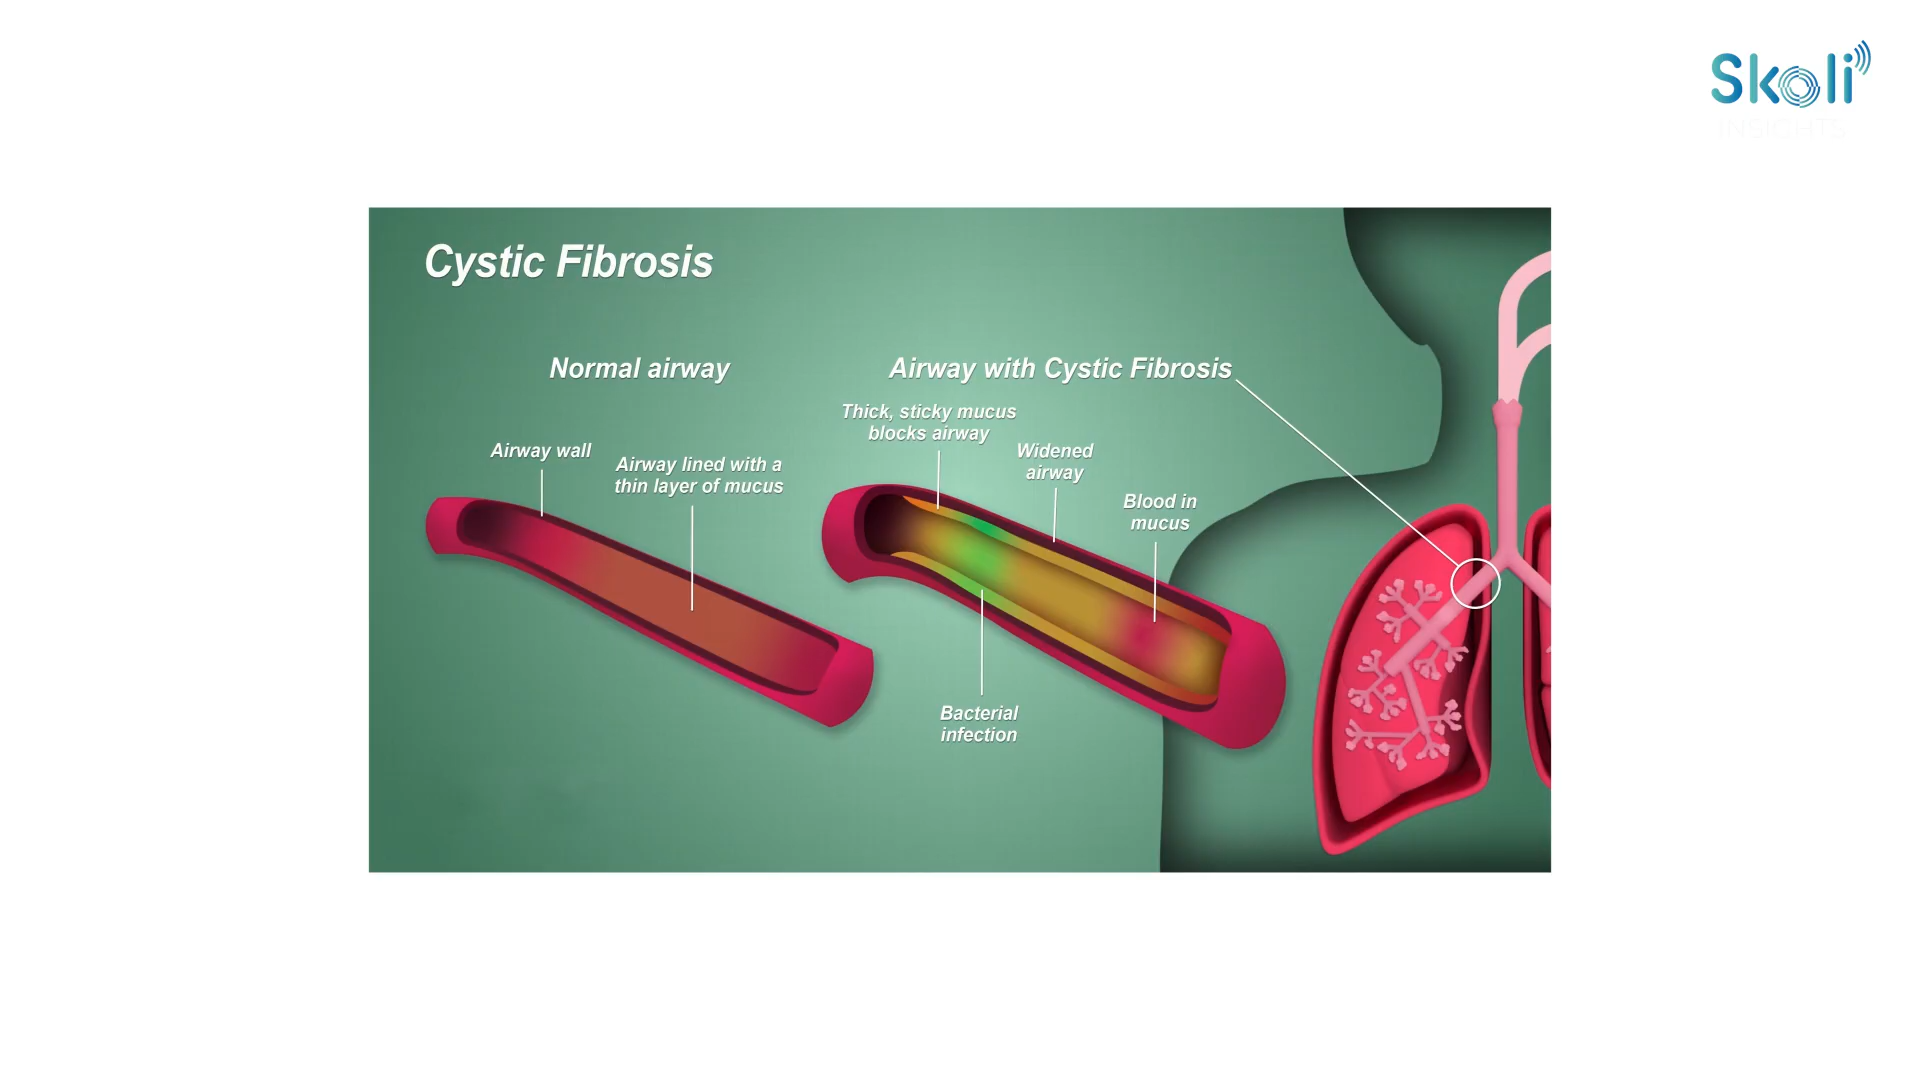 Skoli
INSIGHTS
Cystic Fibrosis
Normal airway
Airway with Cystic Fibrosis
Thick, sticky mucus
blocks airway
Airway wall
Airway lined with a
thin layer of mucus
Widened
airway
Blood in
mucus
Bacterial
infection